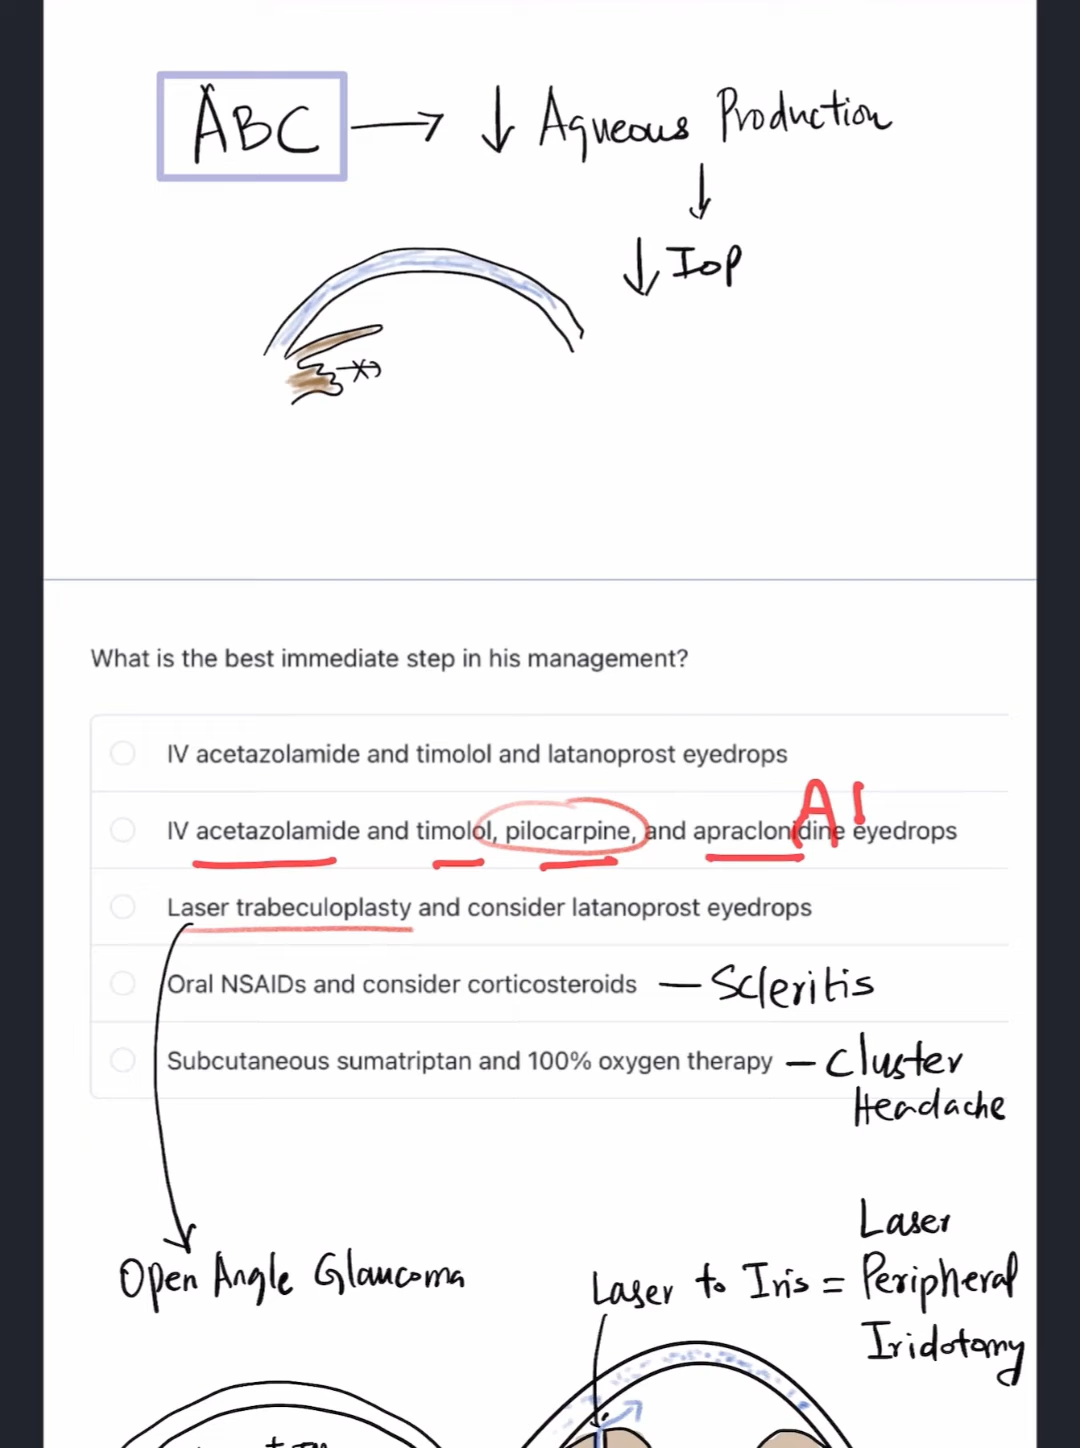 ABC → ↓ Aqueous Production
↓
↓ IOP
What is the best immediate step in his management?
IV acetazolamide and timolol and latanoprost eyedrops
A1
IV acetazolamide and timolol, pilocarpine, and apraclonidine eyedrops
Laser trabeculoplasty and consider latanoprost eyedrops
Oral NSAIDs and consider corticosteroids — Scleritis
Subcutaneous sumatriptan and 100% oxygen therapy — Cluster
Headache
Open Angle Glaucoma
Laser to Iris = Laser
Peripheral
Iridotomy